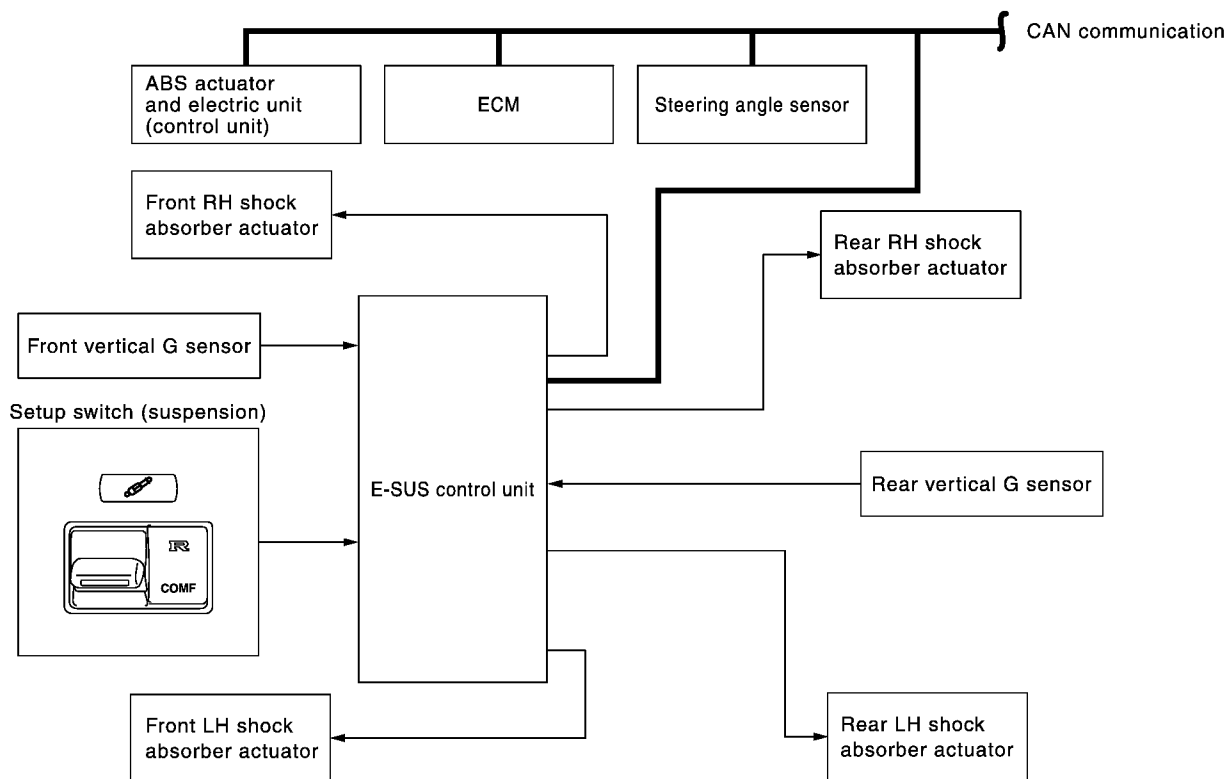 CAN communication
ABS actuator
and electric unit
(control unit)
ECM
Steering angle sensor
Front RH shock
absorber actuator
Rear RH shock
absorber actuator
Front vertical G sensor
Setup switch (suspension)
R
COMF
E-SUS control unit
Rear vertical G sensor
Front LH shock
absorber actuator
Rear LH shock
absorber actuator